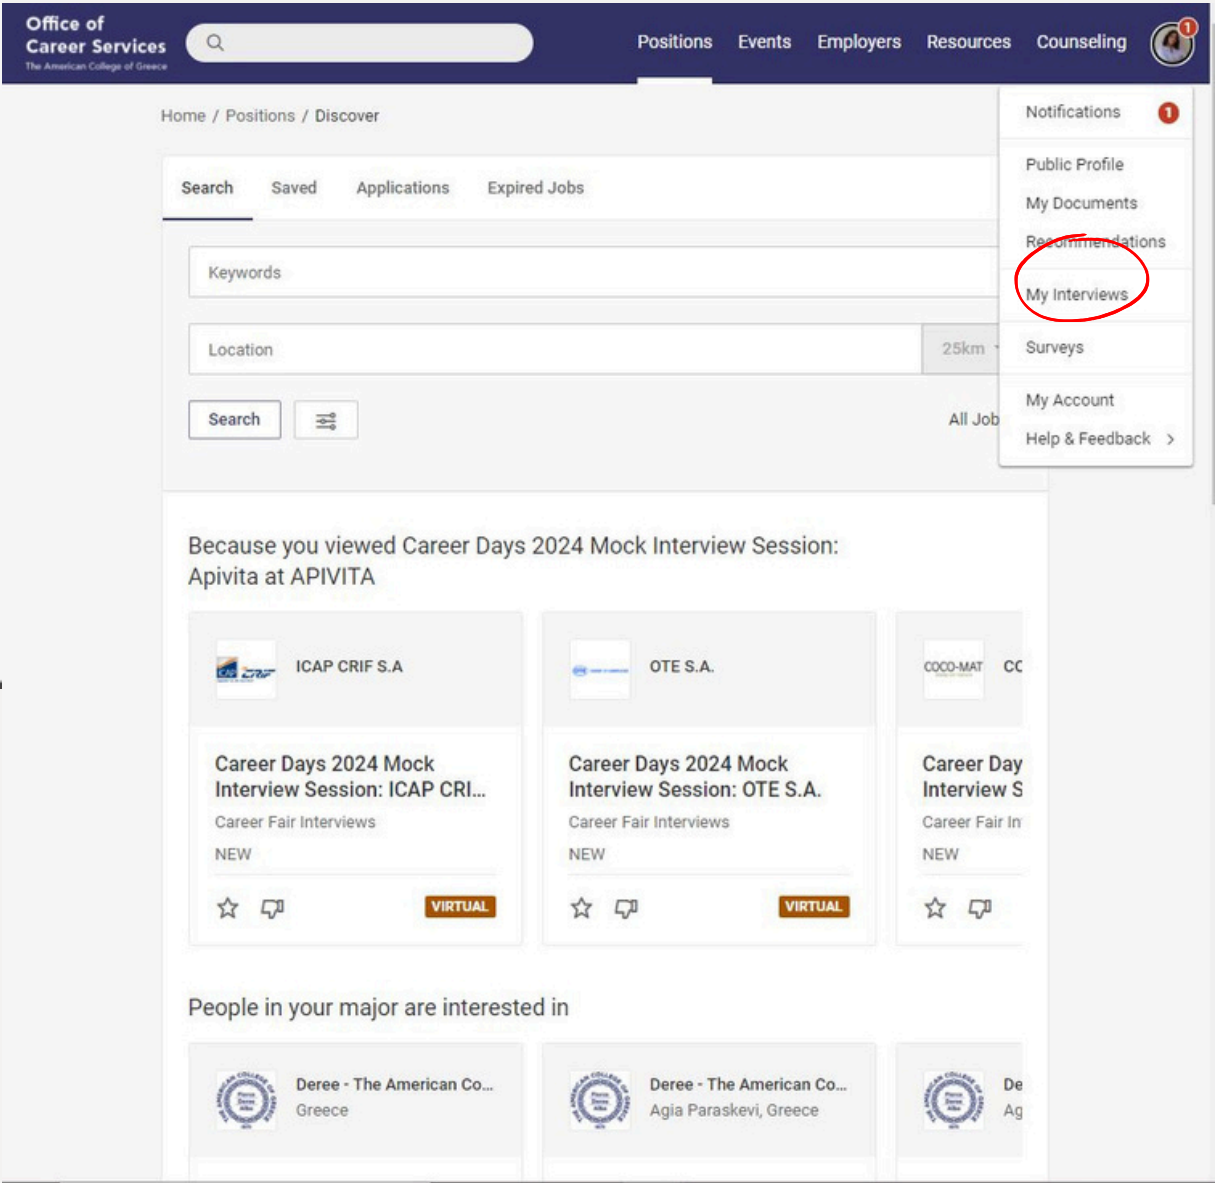 Office of
Career Services
The American College of Greece
Positions Events Employers Resources Counseling
1
Home / Positions / Discover
Notifications 1
Public Profile
My Documents
Recommendations
My Interviews
Surveys
My Account
Help & Feedback >
Search Saved Applications Expired Jobs
Keywords
Location 25km
Search All Job
Because you viewed Career Days 2024 Mock Interview Session:
Apivita at APIVITA
ICAP CRIF S.A
Career Days 2024 Mock
Interview Session: ICAP CRI...
Career Fair Interviews
NEW
VIRTUAL
OTE S.A.
Career Days 2024 Mock
Interview Session: OTE S.A.
Career Fair Interviews
NEW
VIRTUAL
COCO-MAT CC
Career Day
Interview S
Career Fair In
NEW
People in your major are interested in
Deree - The American Co...
Greece
Deree - The American Co...
Agia Paraskevi, Greece
De
Ag